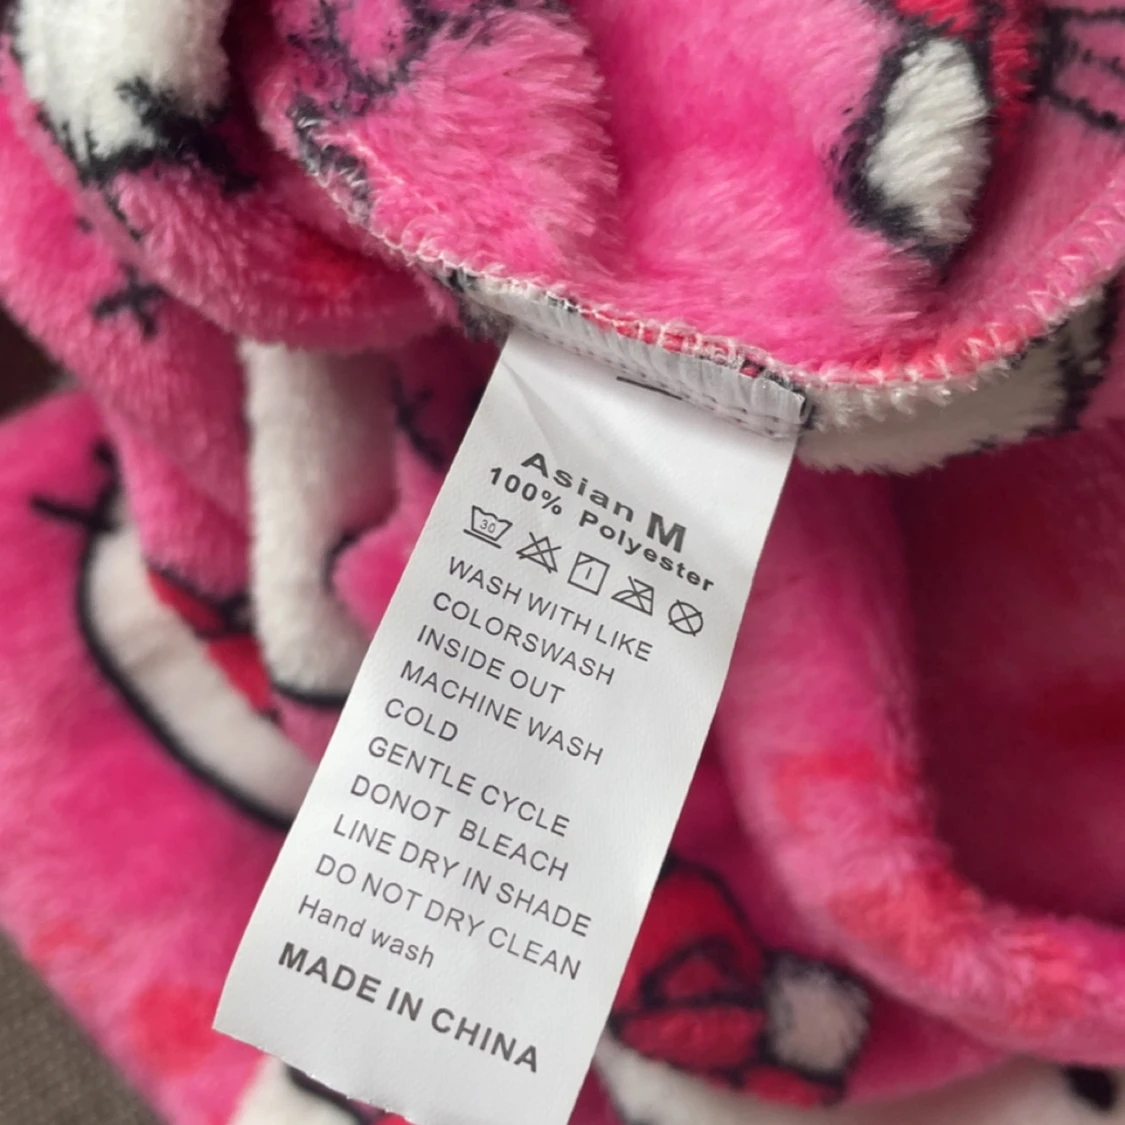 Asian M
100% Polyester
30
WASH WITH LIKE
COLORSWASH
INSIDE OUT
MACHINE WASH
COLD
GENTLE CYCLE
DONOT BLEACH
LINE DRY IN SHADE
DO NOT DRY CLEAN
Hand wash
MADE IN CHINA